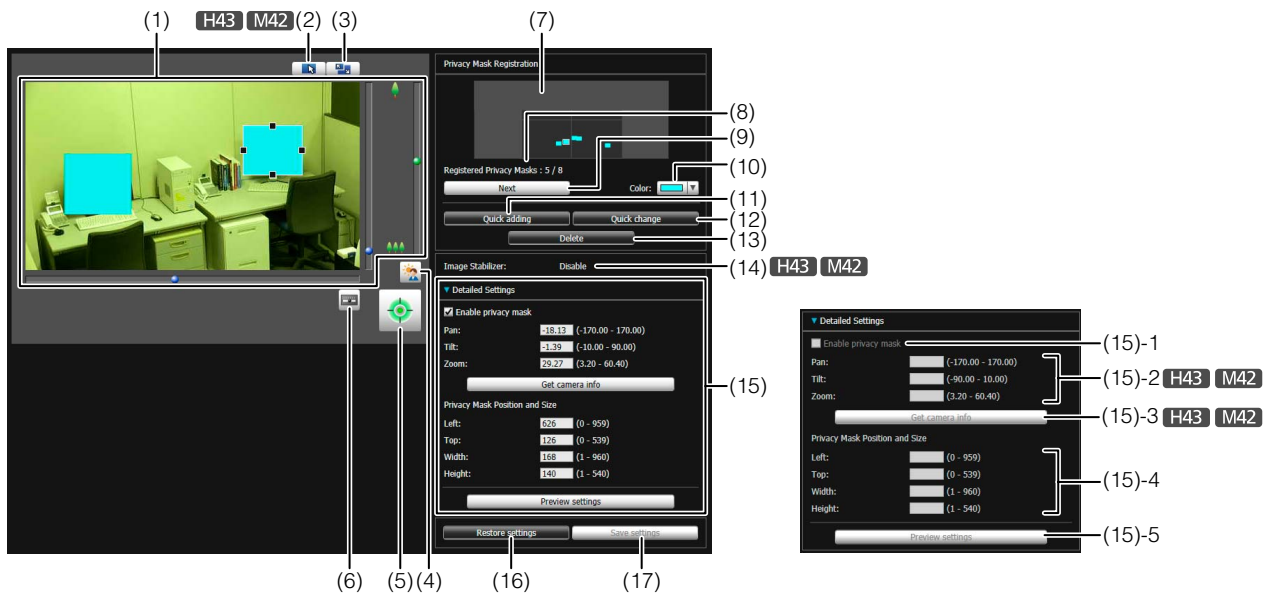 (1) H43 M42 (2) (3) (7)
Privacy Mask Registration
(8)
(9)
Registered Privacy Masks : 5 / 8
(10)
Next Color:
(11)
Quick adding Quick change
(12)
Delete
(13)
Image Stabilizer: Disable
(14) H43 M42
▼ Detailed Settings
Enable privacy mask
Pan: -18.13 (-170.00 - 170.00)
Tilt: -1.39 (-10.00 - 90.00)
Zoom: 29.27 (3.20 - 60.40)
Get camera info
(15)
Privacy Mask Position and Size
Left: 626 (0 - 959)
Top: 126 (0 - 539)
Width: 168 (1 - 960)
Height: 140 (1 - 540)
Preview settings
Restore settings Save settings
▼ Detailed Settings
Enable privacy mask (15)-1
Pan: (-170.00 - 170.00)
Tilt: (-90.00 - 10.00) (15)-2 H43 M42
Zoom: (3.20 - 60.40)
Get camera info (15)-3 H43 M42
Privacy Mask Position and Size
Left: (0 - 959)
Top: (0 - 539) (15)-4
Width: (1 - 960)
Height: (1 - 540)
Preview settings (15)-5
(6) (5) (4) (16) (17)